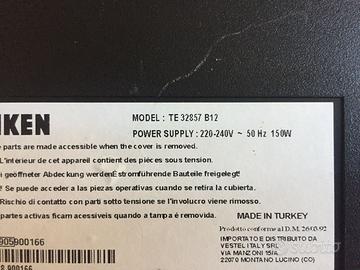 MODEL : TE 32857 B12
IKEN
POWER SUPPLY : 220-240V ~ 50 Hz 150W
e parts are made accessible when the cover is removed.
L'intérieur de cet appareil contient des pièces sous tension.
i geöffneter Abdeckung werden Stromführende Bauteile freigelegt!
! Se puede acceder a las piezas operativas cuando se retira la cubierta.
Rischio di contatto con parti sotto tensione se l'involucro viene rimosso.
partes activas ficam acessíveis quando a tampa é removida.
MADE IN TURKEY
Prodotto conforme al D.M. 26/03/92
905900166
IMPORTATO E DISTRIBUITO DA
VESTEL ITALY SRL
VIA MANZONI 15/A
8 900166
22070 MONTANO LUCINO (CO)
subito